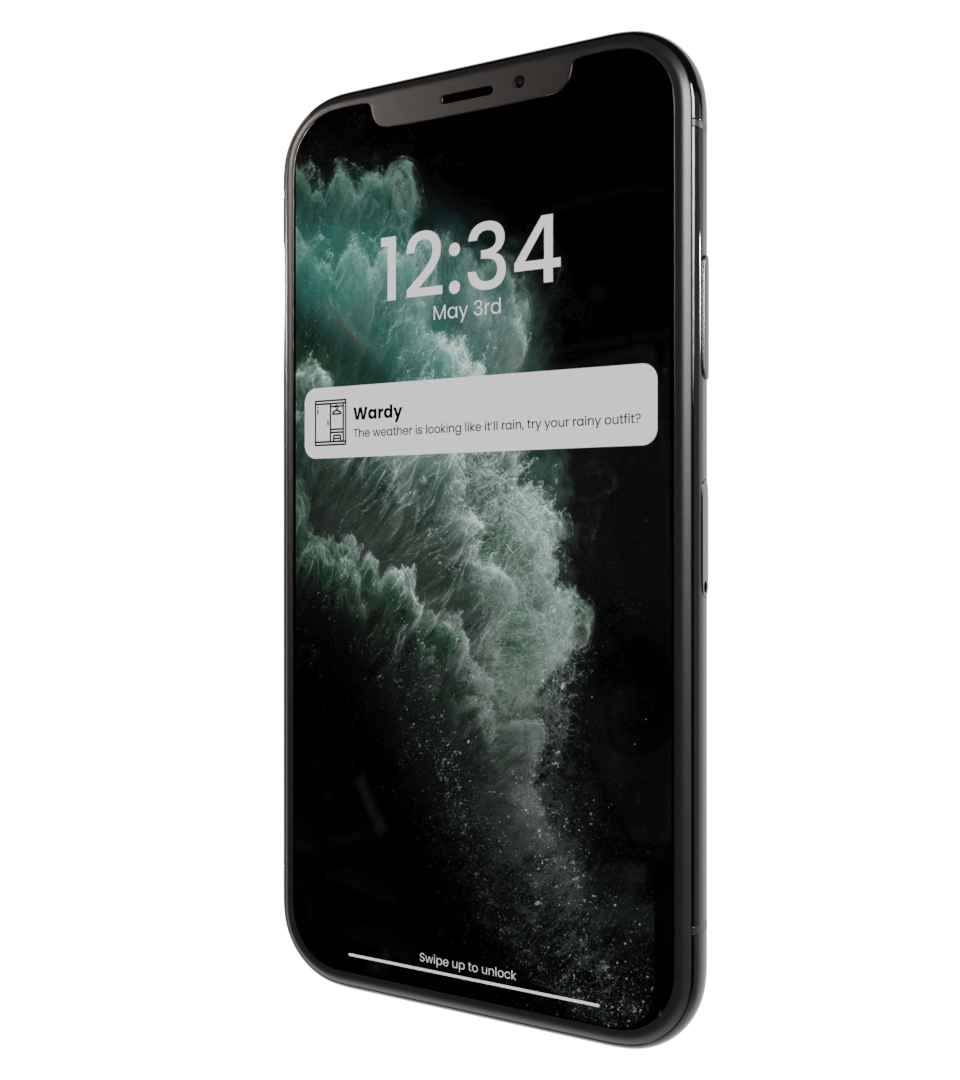 12:34
May 3rd
Wardy
The weather is looking like it'll rain, try your rainy outfit?
Swipe up to unlock